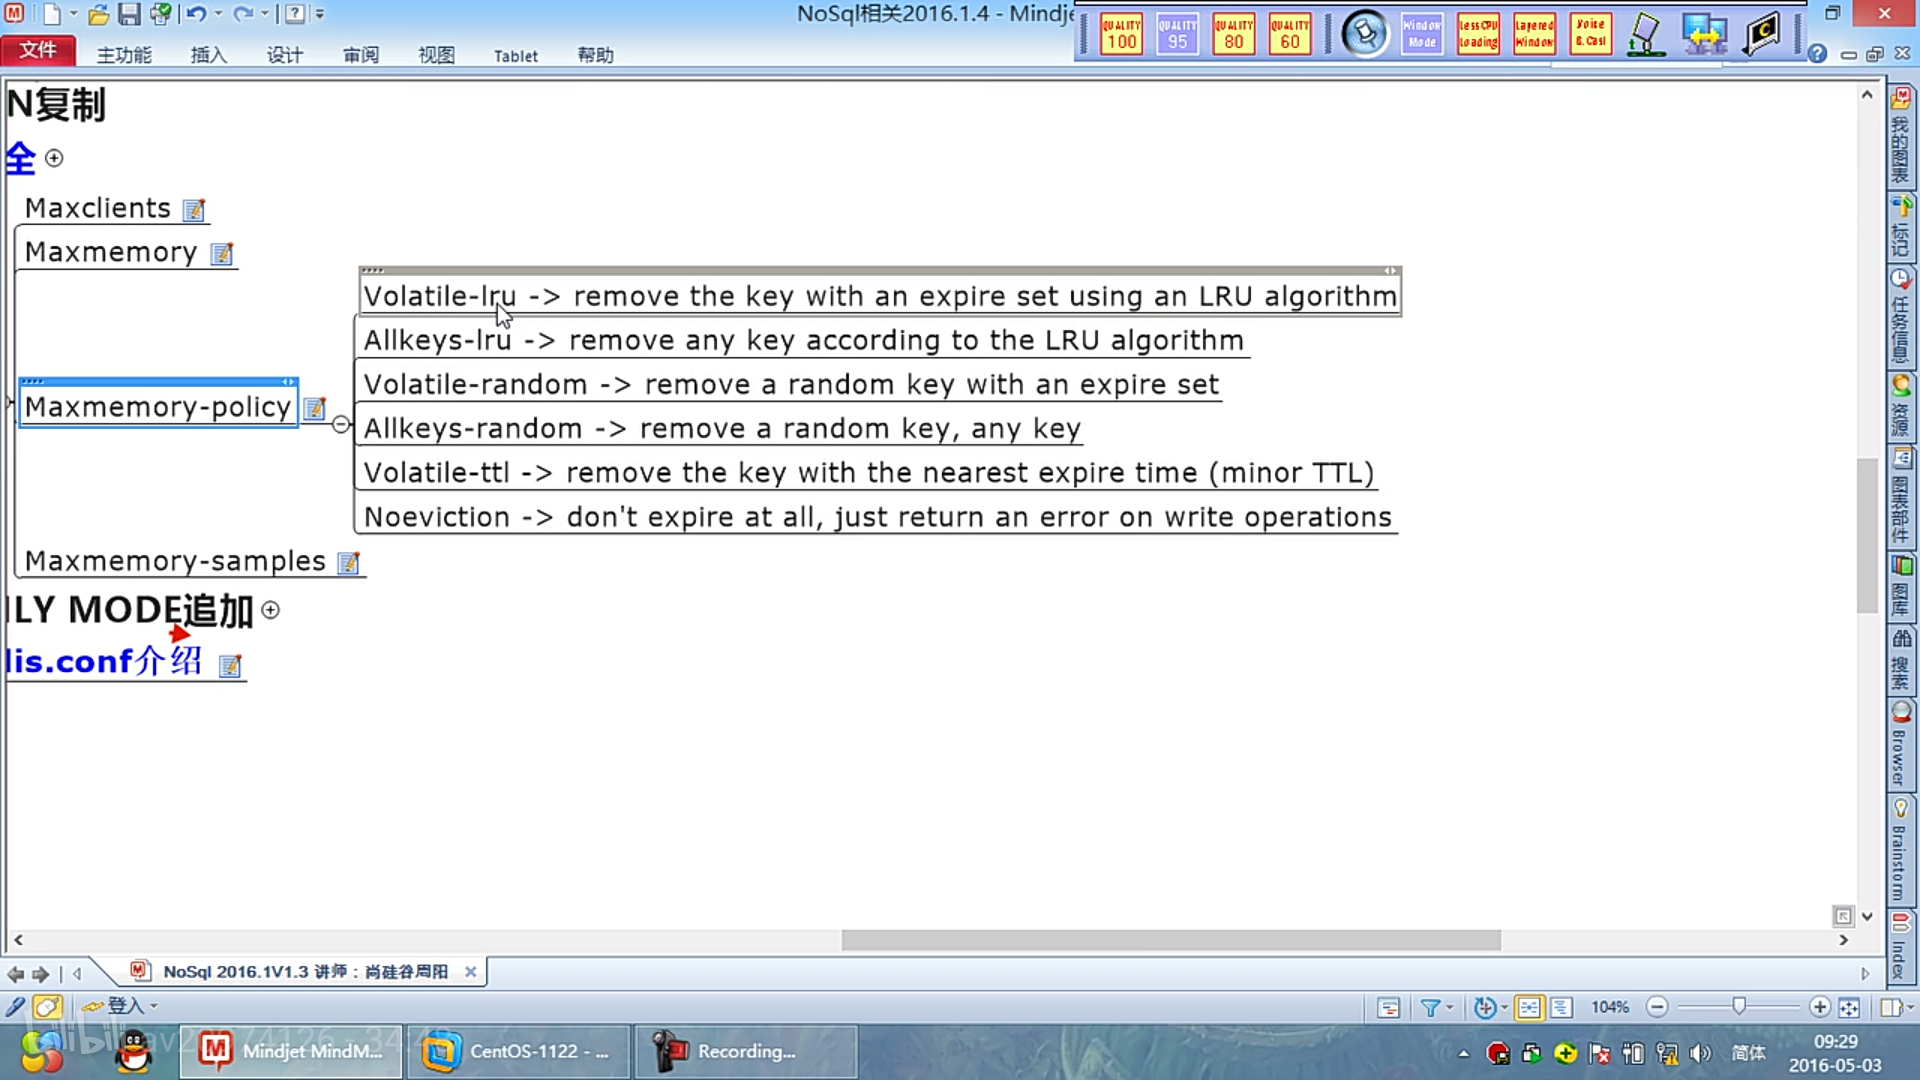 NoSql相关2016.1.4 - Mindje
QUALITY 100
QUALITY 95
QUALITY 80
QUALITY 60
Window Mode
Less CPU Loading
Layered Window
Voice B. Cast
文件
主功能
插入
设计
审阅
视图
Tablet
帮助
N复制
全
Maxclients
Maxmemory
Volatile-lru -> remove the key with an expire set using an LRU algorithm
Allkeys-lru -> remove any key according to the LRU algorithm
Volatile-random -> remove a random key with an expire set
Maxmemory-policy
Allkeys-random -> remove a random key, any key
Volatile-ttl -> remove the key with the nearest expire time (minor TTL)
Noeviction -> don't expire at all, just return an error on write operations
Maxmemory-samples
LY MODE追加
lis.conf介绍
我的图表
标记
任务信息
资源
图表部件
图库
搜索
Browser
Brainstorm
Index
NoSql 2016.1V1.3 讲师：尚硅谷周阳
登入
104%
Mindjet MindM...
CentOS-1122 - ...
Recording...
简体
09:29
2016-05-03